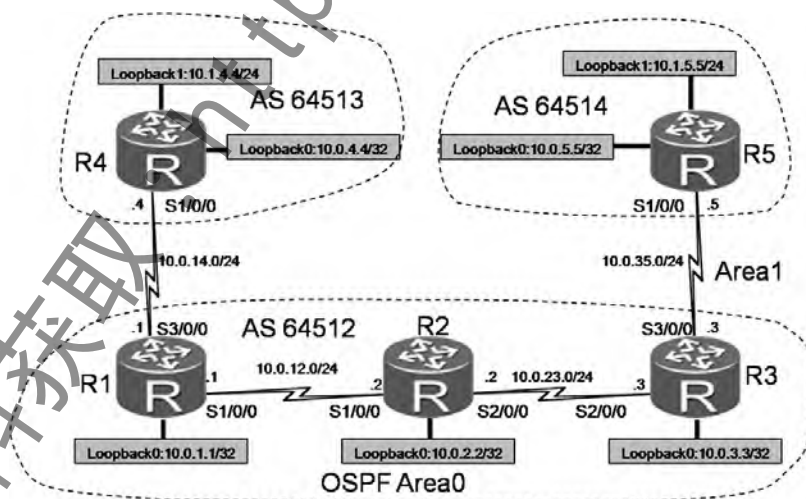 Loopback1:10.1.4.4/24
AS 64513
Loopback0:10.0.4.4/32
R4
R
.4 S1/0/0
10.0.14.0/24
Loopback1:10.1.5.5/24
AS 64514
Loopback0:10.0.5.5/32
R5
R
S1/0/0 .5
10.0.35.0/24
Area1
AS 64512
.1 S3/0/0
R1
R
.1
S1/0/0
10.0.12.0/24
R2
R
.2
S1/0/0
.2
S2/0/0
10.0.23.0/24
S3/0/0 .3
R3
R
.3
S2/0/0
Loopback0:10.0.1.1/32
Loopback0:10.0.2.2/32
Loopback0:10.0.3.3/32
OSPF Area0
获取
http